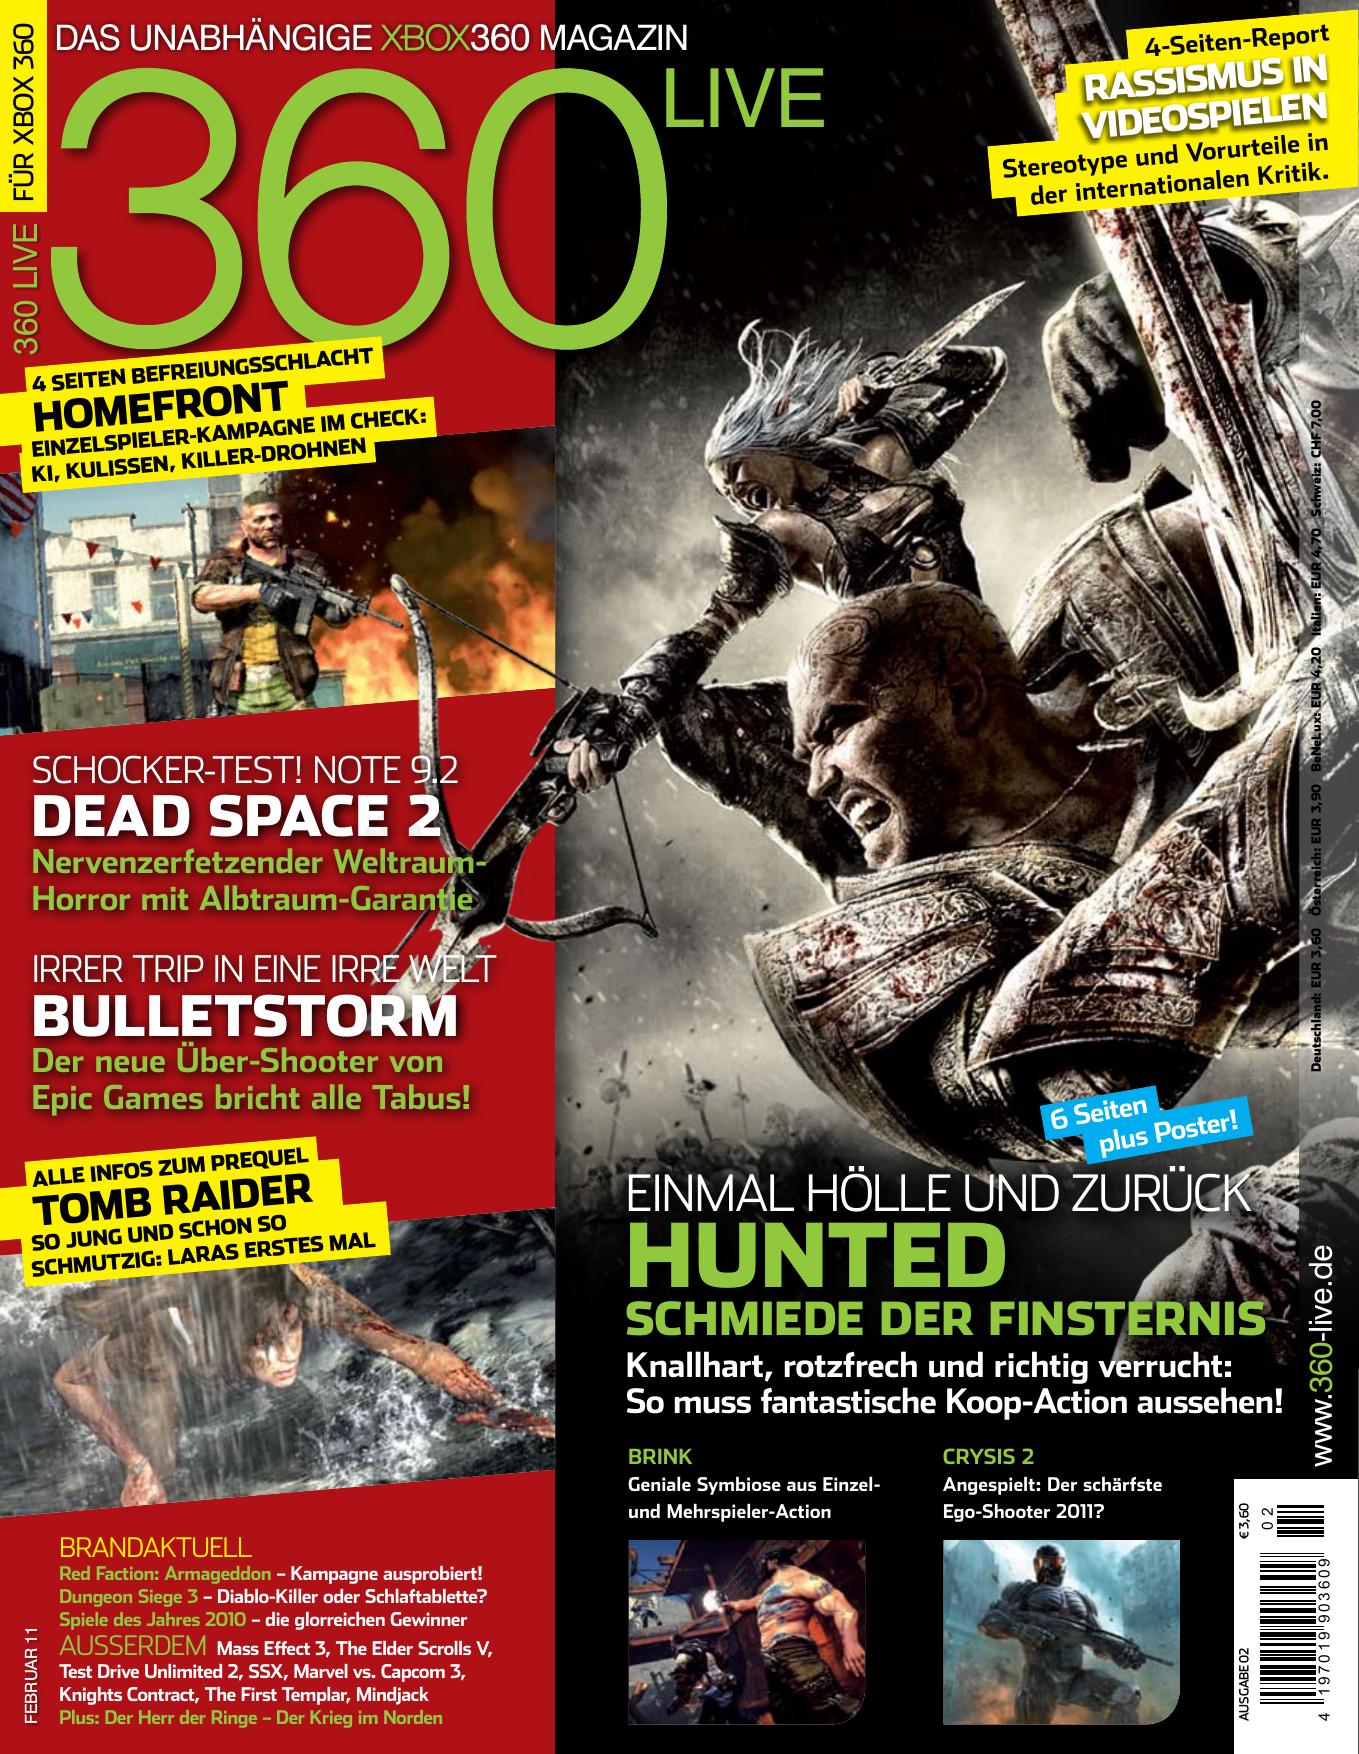 DAS UNABHÄNGIGE XBOX360 MAGAZIN
360 LIVE
FÜR XBOX 360
360 LIVE
4-Seiten-Report
RASSISMUS IN
VIDEOSPIELEN
Stereotype und Vorurteile in
der internationalen Kritik.
4 SEITEN BEFREIUNGSSCHLACHT
HOMEFRONT
EINZELSPIELER-KAMPAGNE IM CHECK:
KI, KULISSEN, KILLER-DROHNEN
SCHOCKER-TEST! NOTE 9.2
DEAD SPACE 2
Nervenzerfetzender Weltraum-
Horror mit Albtraum-Garantie
IRRER TRIP IN EINE IRRE WELT
BULLETSTORM
Der neue Über-Shooter von
Epic Games bricht alle Tabus!
ALLE INFOS ZUM PREQUEL
TOMB RAIDER
SO JUNG UND SCHON SO
SCHMUTZIG: LARAS ERSTES MAL
BRANDAKTUELL
Red Faction: Armageddon – Kampagne ausprobiert!
Dungeon Siege 3 – Diablo-Killer oder Schlaftablette?
Spiele des Jahres 2010 – die glorreichen Gewinner
AUSSERDEM Mass Effect 3, The Elder Scrolls V,
Test Drive Unlimited 2, SSX, Marvel vs. Capcom 3,
Knights Contract, The First Templar, Mindjack
Plus: Der Herr der Ringe – Der Krieg im Norden
FEBRUAR 11
6 Seiten
plus Poster!
EINMAL HÖLLE UND ZURÜCK
HUNTED
SCHMIEDE DER FINSTERNIS
Knallhart, rotzfrech und richtig verrucht:
So muss fantastische Koop-Action aussehen!
BRINK
Geniale Symbiose aus Einzel-
und Mehrspieler-Action
CRYSIS 2
Angespielt: Der schärfste
Ego-Shooter 2011?
Deutschland: EUR 3,60 Österreich: EUR 3,90 BeNeLux: EUR 4,20 Italien: EUR 4,70 Schweiz: CHF 7,00
www.360-live.de
AUSGABE 02
€ 3,60
02
4 197019 903609